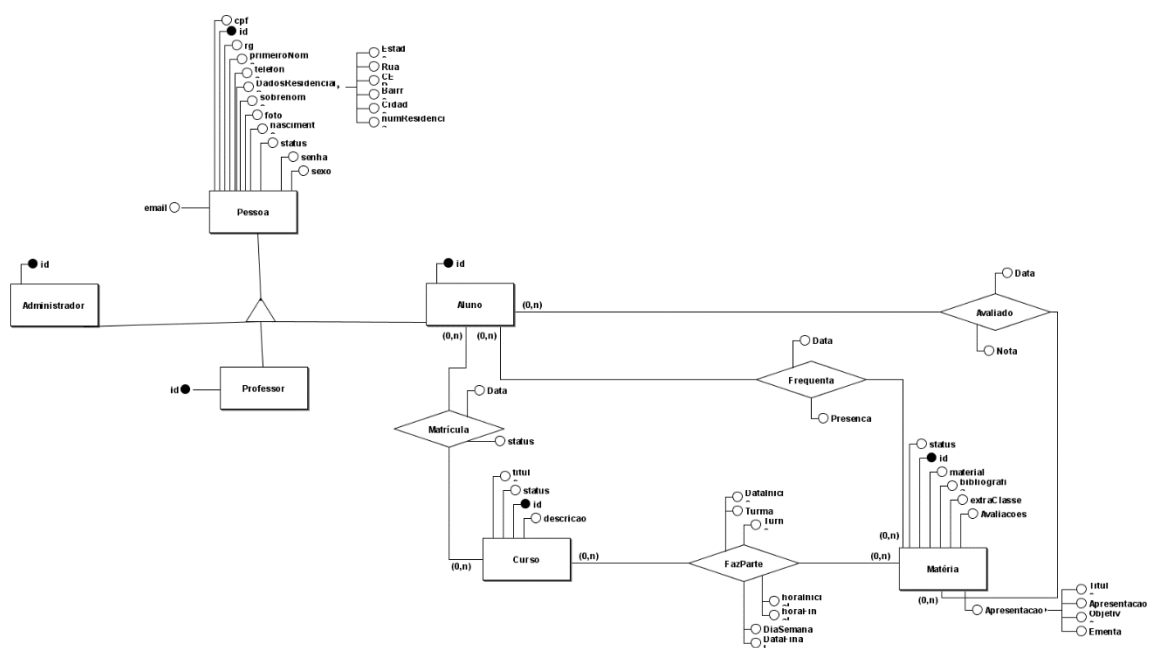 cpf
id
rg
primeiroNom
telefon
DadosResidencial
sobrenom
foto
nasciment
status
senha
sexo
Estad
Rua
CE
Bairr
Cidad
numResidenci
email
Pessoa
id
Administrador
id
Aluno
(0,n)
(0,n) (0,n)
Data
Avaliado
Nota
id
Professor
Data
Frequenta
Presenca
Data
Matrícula
status
titul
status
id
descricao
(0,n)
Curso
(0,n)
DataInici
Turma
Turn
FazParte
horaInici
horaFin
DiaSemana
DataFina
status
id
material
bibliografi
extraClasse
Avaliacoes
(0,n)
(0,n)
Matéria
(0,n)
Apresentacao
Titul
Apresentacao
Objetiv
Ementa